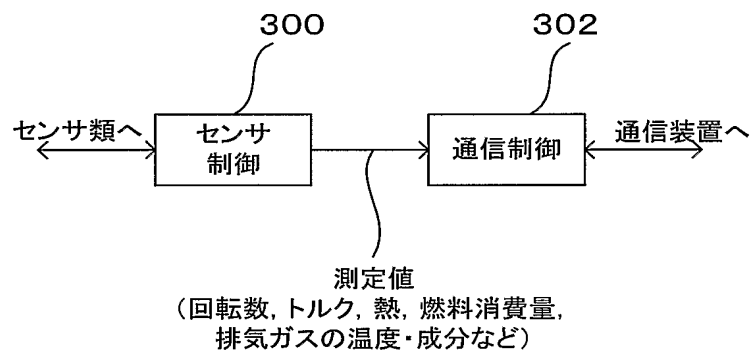 300
302
センサ類へ
センサ
制御
通信制御
通信装置へ
測定値
(回転数, トルク, 熱, 燃料消費量,
排気ガスの温度・成分など)